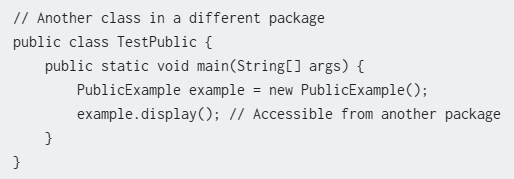 // Another class in a different package
public class TestPublic {
    public static void main(String[] args) {
        PublicExample example = new PublicExample();
        example.display(); // Accessible from another package
    }
}